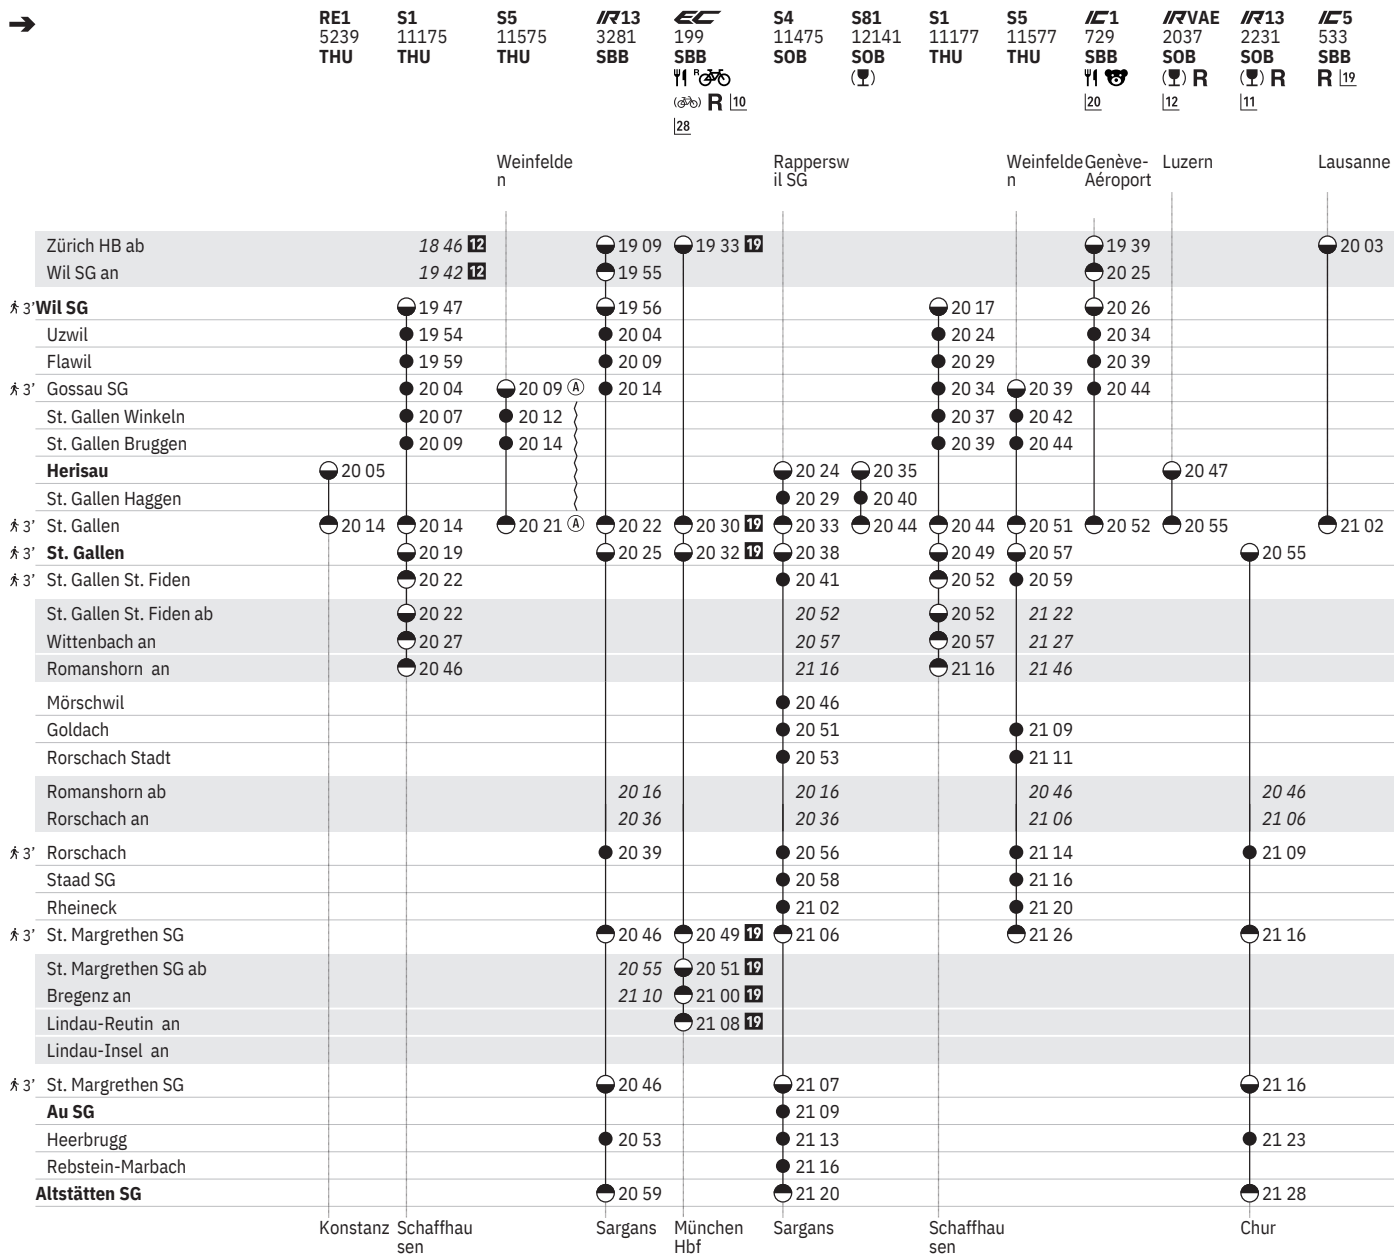 RE1 S1 S5 IR13 EC S4 S81 S1 S5 IC1 IRVAE IR13 IC5
5239 11175 11575 3281 199 11475 12141 11177 11577 729 2037 2231 533
THU THU THU SBB SBB SOB SOB THU THU SBB SOB SOB SBB
R R R R 19
R 10 20 12 11
28
Weinfelde Rappersw Weinfelde Genève- Luzern Lausanne
n il SG n Aéroport
Zürich HB ab 18 46 12 19 09 19 33 19 19 39 20 03
Wil SG an 19 42 12 19 55 20 25
3' Wil SG 19 47 19 56 20 17 20 26
Uzwil 19 54 20 04 20 24 20 34
Flawil 19 59 20 09 20 29 20 39
3' Gossau SG 20 04 20 09 A 20 14 20 34 20 39 20 44
St. Gallen Winkeln 20 07 20 12 20 37 20 42
St. Gallen Bruggen 20 09 20 14 20 39 20 44
Herisau 20 05 20 24 20 35 20 47
St. Gallen Haggen 20 29 20 40
3' St. Gallen 20 14 20 14 20 21 A 20 22 20 30 19 20 33 20 44 20 44 20 51 20 52 20 55 21 02
3' St. Gallen 20 19 20 25 20 32 19 20 38 20 49 20 57 20 55
3' St. Gallen St. Fiden 20 22 20 41 20 52 20 59
St. Gallen St. Fiden ab 20 22 20 52 20 52 21 22
Wittenbach an 20 27 20 57 20 57 21 27
Romanshorn an 20 46 21 16 21 16 21 46
Mörschwil 20 46
Goldach 20 51 21 09
Rorschach Stadt 20 53 21 11
Romanshorn ab 20 16 20 16 20 46 20 46
Rorschach an 20 36 20 36 21 06 21 06
3' Rorschach 20 39 20 56 21 14 21 09
Staad SG 20 58 21 16
Rheineck 21 02 21 20
3' St. Margrethen SG 20 46 20 49 19 21 06 21 26 21 16
St. Margrethen SG ab 20 55 20 51 19
Bregenz an 21 10 21 00 19
Lindau-Reutin an 21 08 19
Lindau-Insel an
3' St. Margrethen SG 20 46 21 07 21 16
Au SG 21 09
Heerbrugg 20 53 21 13 21 23
Rebstein-Marbach 21 16
Altstätten SG 20 59 21 20 21 28
Konstanz Schaffhau Sargans München Sargans Schaffhau Chur
sen Hbf sen